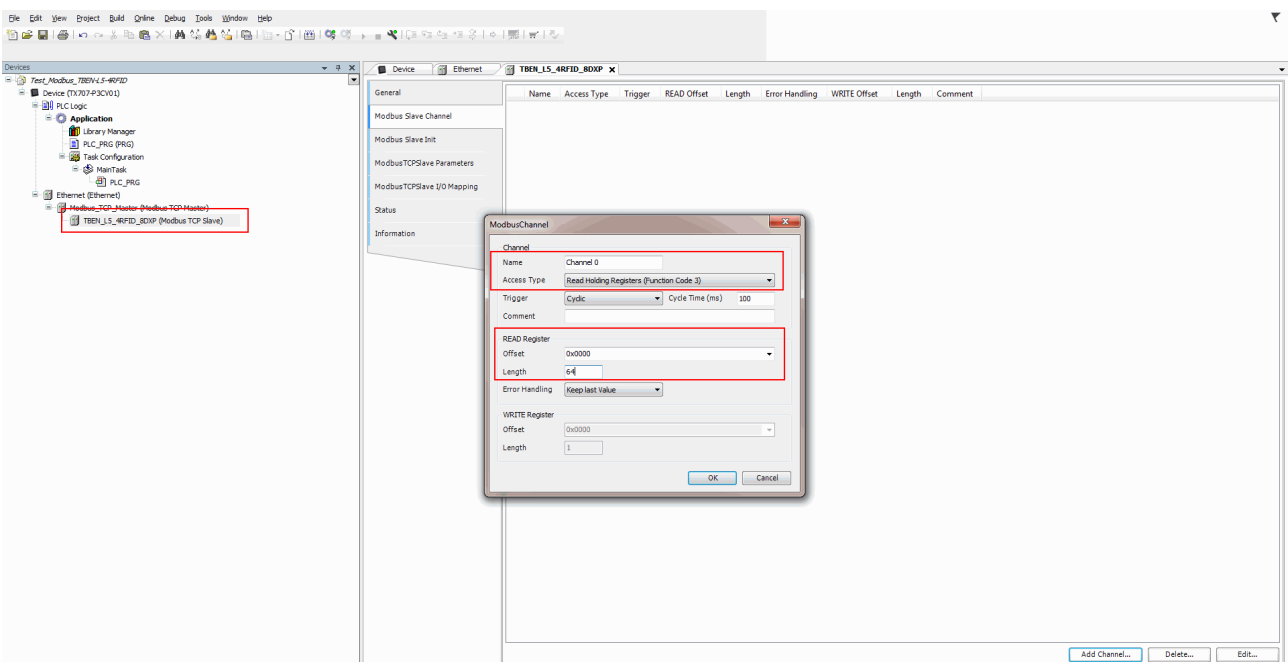 File Edit View Project Build Online Debug Tools Window Help
Devices
Test_Modbus_TBEN-L5-4RFID
Device (TX707-P3CV01)
PLC Logic
Application
Library Manager
PLC_PRG (PRG)
Task Configuration
MainTask
PLC_PRG
Ethernet (Ethernet)
Modbus_TCP_Master (Modbus TCP Master)
TBEN_L5_4RFID_8DXP (Modbus TCP Slave)
Device Ethernet TBEN_L5_4RFID_8DXP
General
Modbus Slave Channel
Modbus Slave Init
ModbusTCPSlave Parameters
ModbusTCPSlave I/O Mapping
Status
Information
Name Access Type Trigger READ Offset Length Error Handling WRITE Offset Length Comment
ModbusChannel
Channel
Name Channel 0
Access Type Read Holding Registers (Function Code 3)
Trigger Cyclic Cycle Time (ms) 100
Comment
READ Register
Offset 0x0000
Length 64
Error Handling Keep last Value
WRITE Register
Offset 0x0000
Length 1
OK Cancel
Add Channel... Delete... Edit...